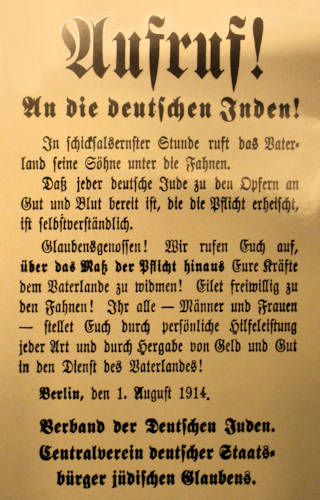 Aufruf!
An die deutschen Juden!
In schicksalsernster Stunde ruft das Vater-
land seine Söhne unter die Fahnen.
Daß jeder deutsche Jude zu den Opfern an
Gut und Blut bereit ist, die die Pflicht erheischt,
ist selbstverständlich.
Glaubensgenossen! Wir rufen Euch auf,
über das Maß der Pflicht hinaus Eure Kräfte
dem Vaterlande zu widmen! Eilet freiwillig zu
den Fahnen! Ihr alle — Männer und Frauen
— stellet Euch durch persönliche Hilfeleistung
jeder Art und durch Hergabe von Geld und Gut
in den Dienst des Vaterlandes!
Berlin, den 1. August 1914.
Verband der Deutschen Juden.
Centralverein deutscher Staats-
bürger jüdischen Glaubens.